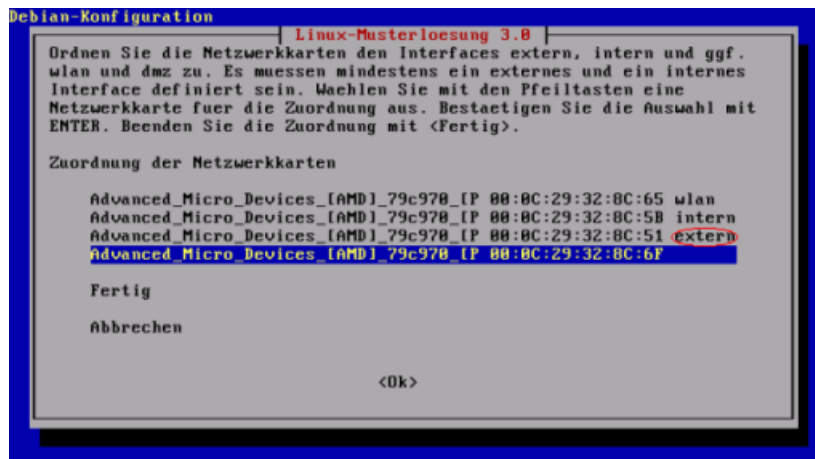 Debian-Konfiguration
Linux-Musterloesung 3.0
Ordnen Sie die Netzwerkkarten den Interfaces extern, intern und ggf.
wlan und dmz zu. Es muessen mindestens ein externes und ein internes
Interface definiert sein. Waehlen Sie mit den Pfeiltasten eine
Netzwerkkarte fuer die Zuordnung aus. Bestaetigen Sie die Auswahl mit
ENTER. Beenden Sie die Zuordnung mit <Fertig>.
Zuordnung der Netzwerkkarten
Advanced_Micro_Devices_[AMD]_79c970_[P 00:0C:29:32:8C:65 wlan
Advanced_Micro_Devices_[AMD]_79c970_[P 00:0C:29:32:8C:5B intern
Advanced_Micro_Devices_[AMD]_79c970_[P 00:0C:29:32:8C:51 extern
Advanced_Micro_Devices_[AMD]_79c970_[P 00:0C:29:32:8C:6F
Fertig
Abbrechen
<Ok>